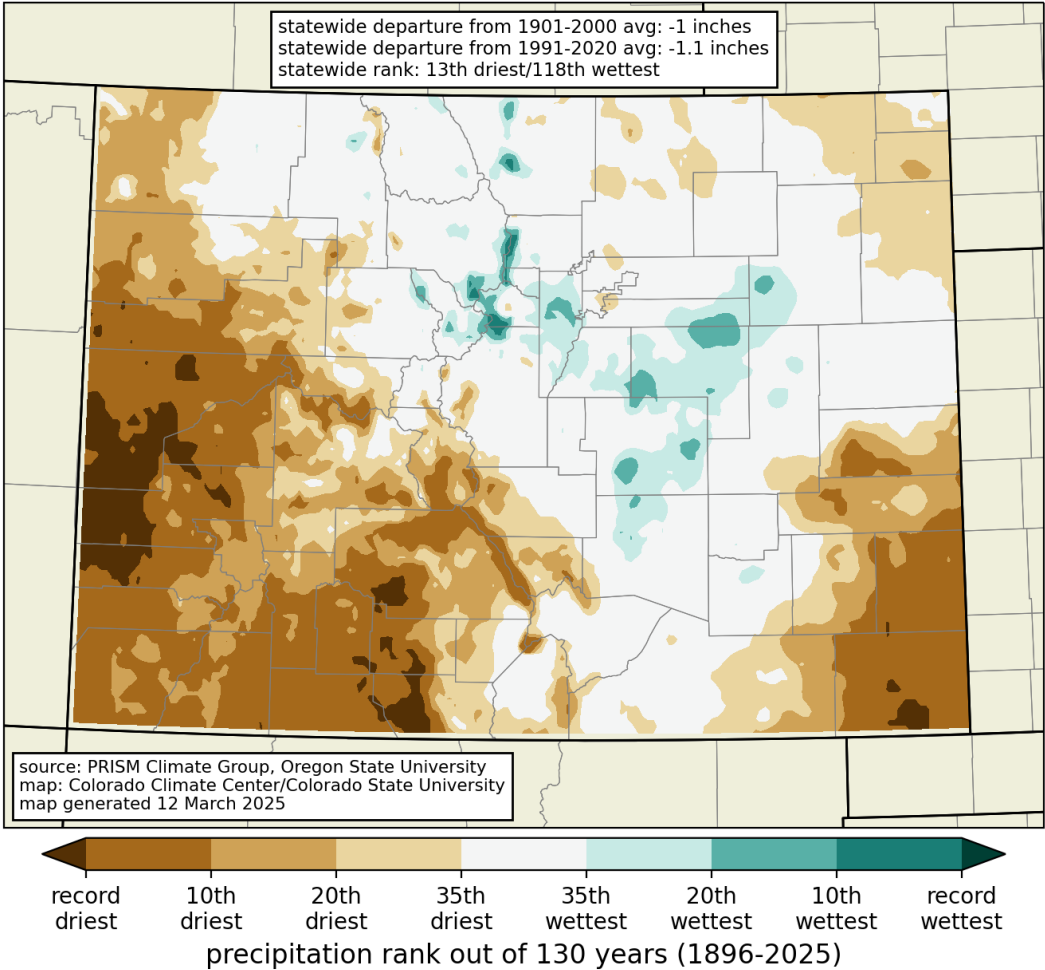 statewide departure from 1901-2000 avg: -1 inches
statewide departure from 1991-2020 avg: -1.1 inches
statewide rank: 13th driest/118th wettest
source: PRISM Climate Group, Oregon State University
map: Colorado Climate Center/Colorado State University
map generated 12 March 2025
record 10th 20th 35th 35th 20th 10th record
driest driest driest driest wettest wettest wettest wettest
precipitation rank out of 130 years (1896-2025)